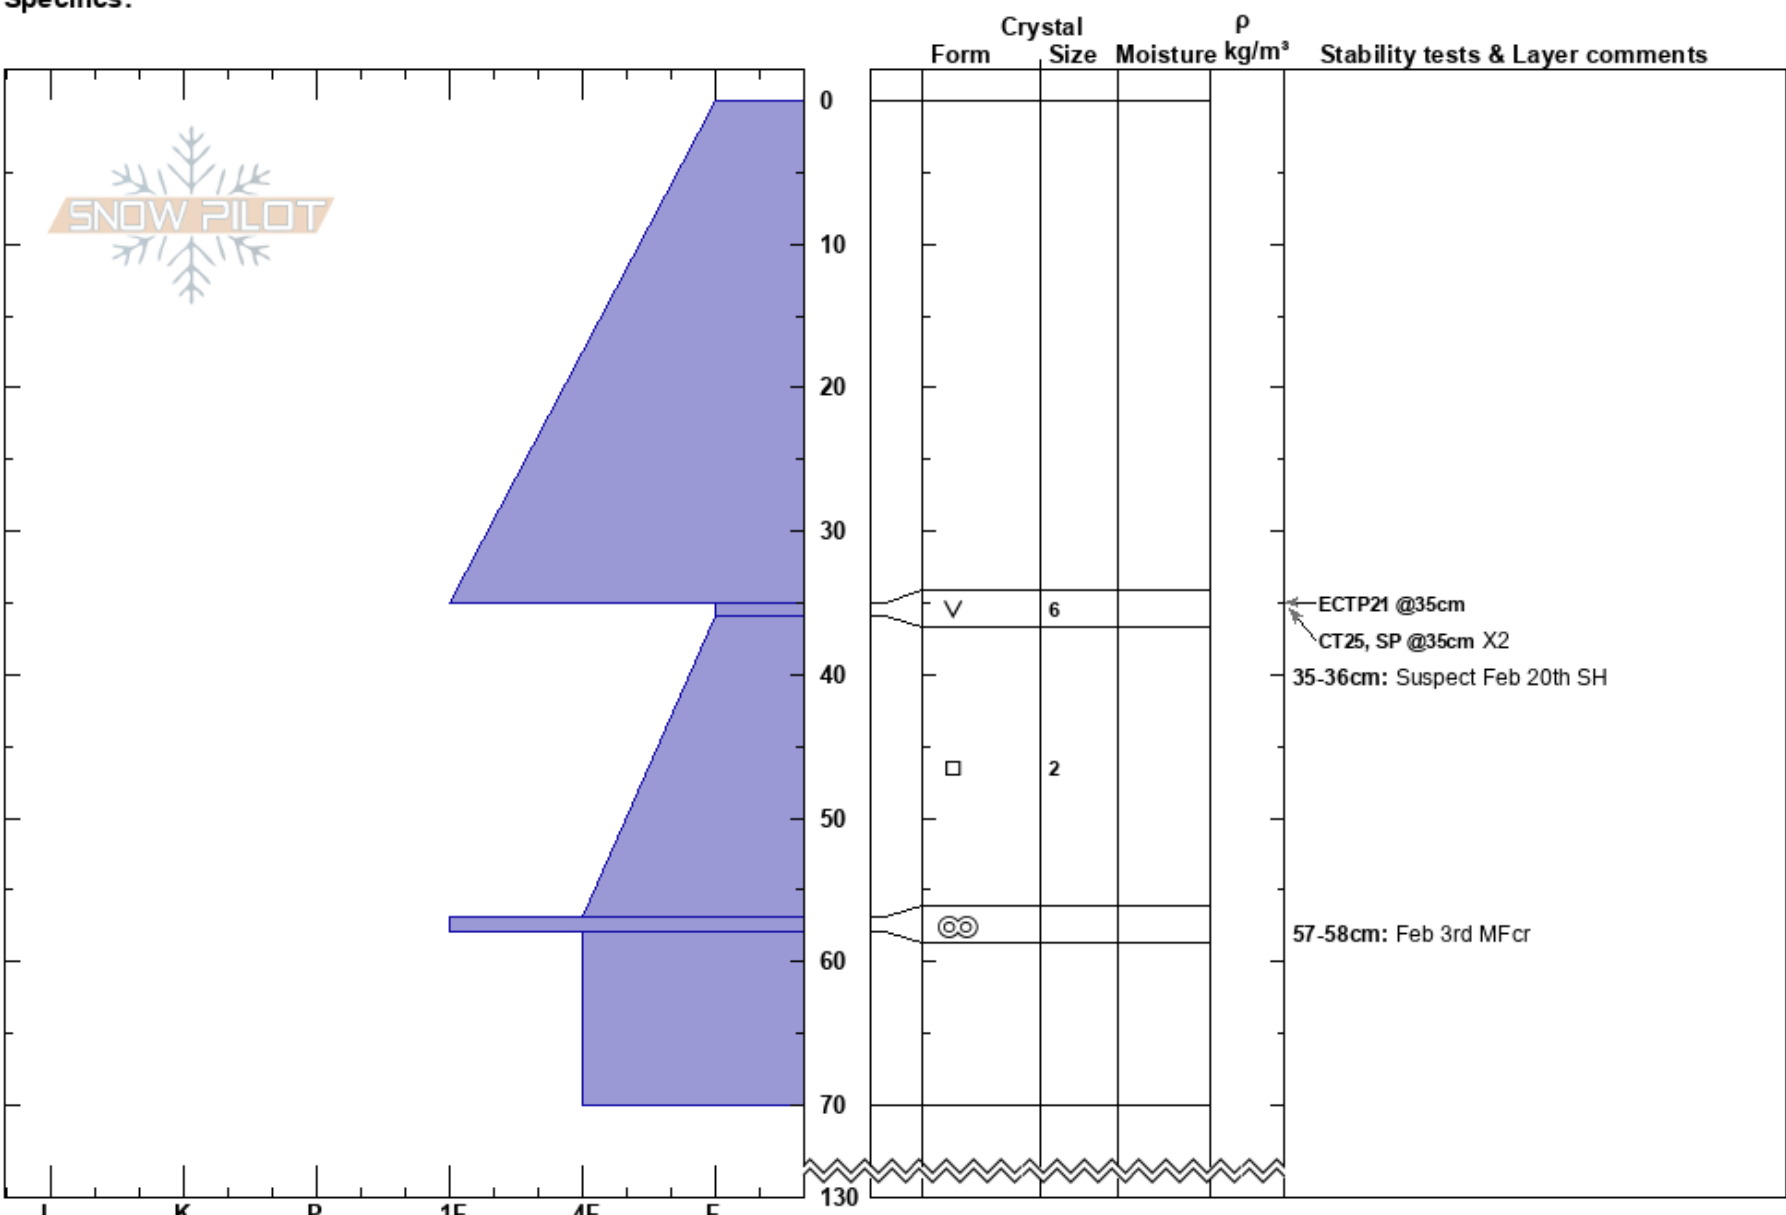 Specifics:
Crystal
ρ
Form Size Moisture kg/m³ Stability tests & Layer comments
0
SNOW PILOT
10
20
30
6
ECTP21 @35cm
CT25, SP @35cm X2
40
35-36cm: Suspect Feb 20th SH
2
50
57-58cm: Feb 3rd MFcr
60
70
130
I K P 1F 4F F